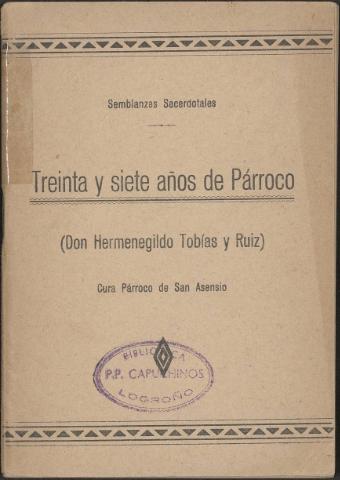 Semblanzas Sacerdotales
Treinta y siete años de Párroco
(Don Hermenegildo Tobías y Ruiz)
Cura Párroco de San Asensio
BIBLIOTECA
P.P. CAPUCHINOS
LOGROÑO